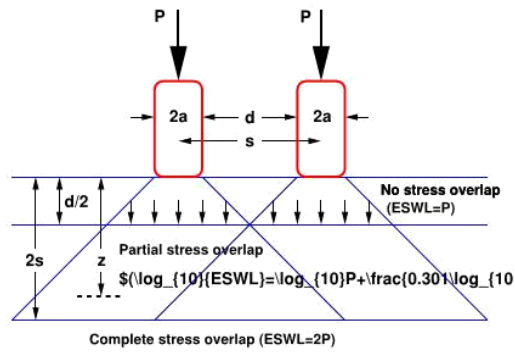 P
P
2a
d
2a
s
No stress overlap
(ESWL=P)
d/2
2s
z
Partial stress overlap
$(\log_{10}{ESWL}=\log_{10}P+\frac{0.301\log_{10
Complete stress overlap (ESWL=2P)